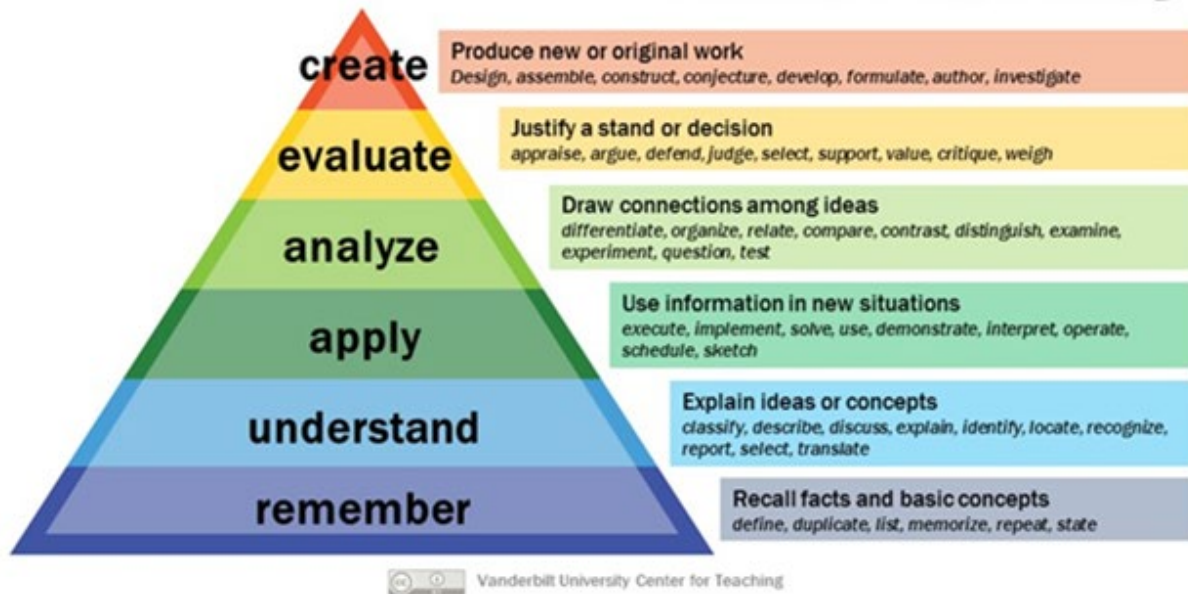 create
Produce new or original work
Design, assemble, construct, conjecture, develop, formulate, author, investigate
evaluate
Justify a stand or decision
appraise, argue, defend, judge, select, support, value, critique, weigh
analyze
Draw connections among ideas
differentiate, organize, relate, compare, contrast, distinguish, examine,
experiment, question, test
apply
Use information in new situations
execute, implement, solve, use, demonstrate, interpret, operate,
schedule, sketch
understand
Explain ideas or concepts
classify, describe, discuss, explain, identify, locate, recognize,
report, select, translate
remember
Recall facts and basic concepts
define, duplicate, list, memorize, repeat, state
cc
Vanderbilt University Center for Teaching